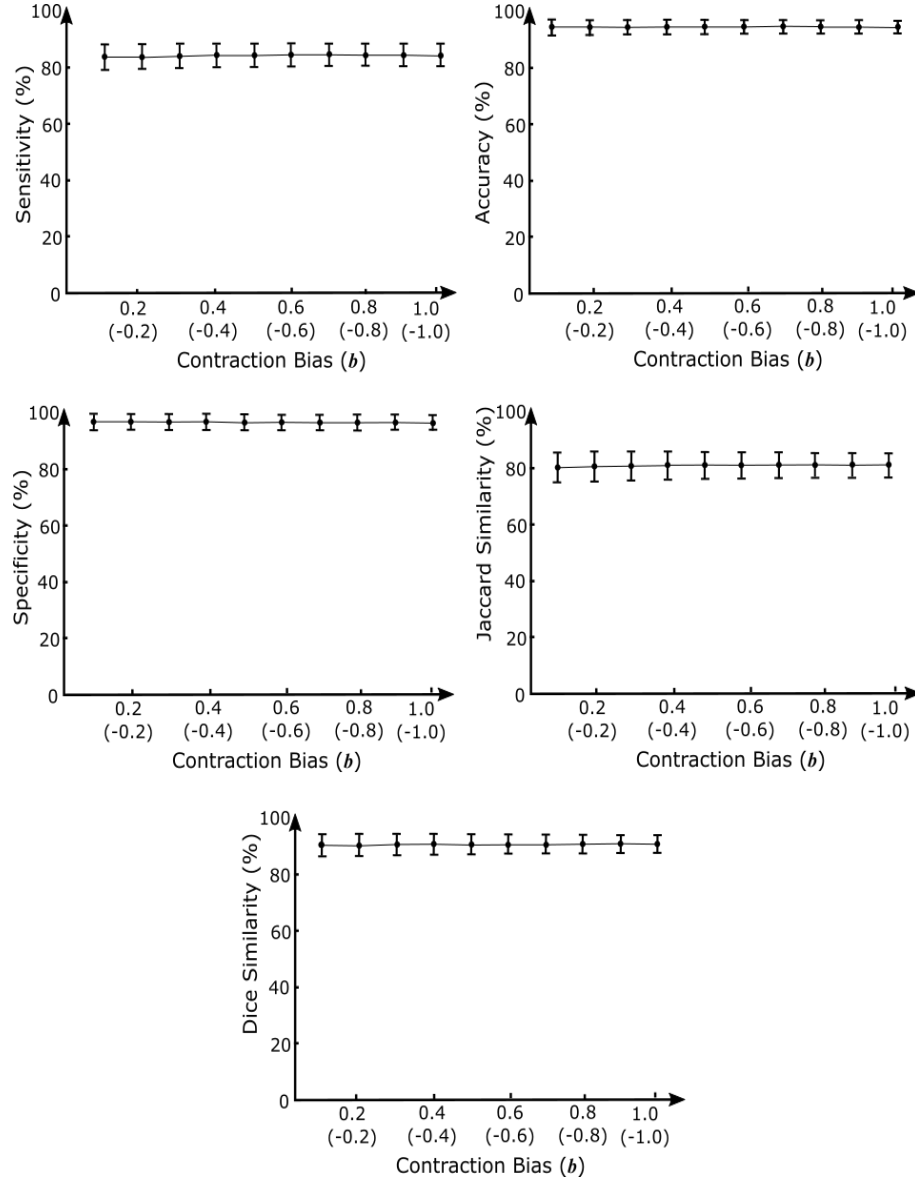 100
80
60
40
20
0
Sensitivity (%)
0.2 0.4 0.6 0.8 1.0
(-0.2) (-0.4) (-0.6) (-0.8) (-1.0)
Contraction Bias (b)
100
80
60
40
20
0
Accuracy (%)
0.2 0.4 0.6 0.8 1.0
(-0.2) (-0.4) (-0.6) (-0.8) (-1.0)
Contraction Bias (b)
100
80
60
40
20
0
Specificity (%)
0.2 0.4 0.6 0.8 1.0
(-0.2) (-0.4) (-0.6) (-0.8) (-1.0)
Contraction Bias (b)
100
80
60
40
20
0
Jaccard Similarity (%)
0.2 0.4 0.6 0.8 1.0
(-0.2) (-0.4) (-0.6) (-0.8) (-1.0)
Contraction Bias (b)
100
80
60
40
20
0
Dice Similarity (%)
0.2 0.4 0.6 0.8 1.0
(-0.2) (-0.4) (-0.6) (-0.8) (-1.0)
Contraction Bias (b)